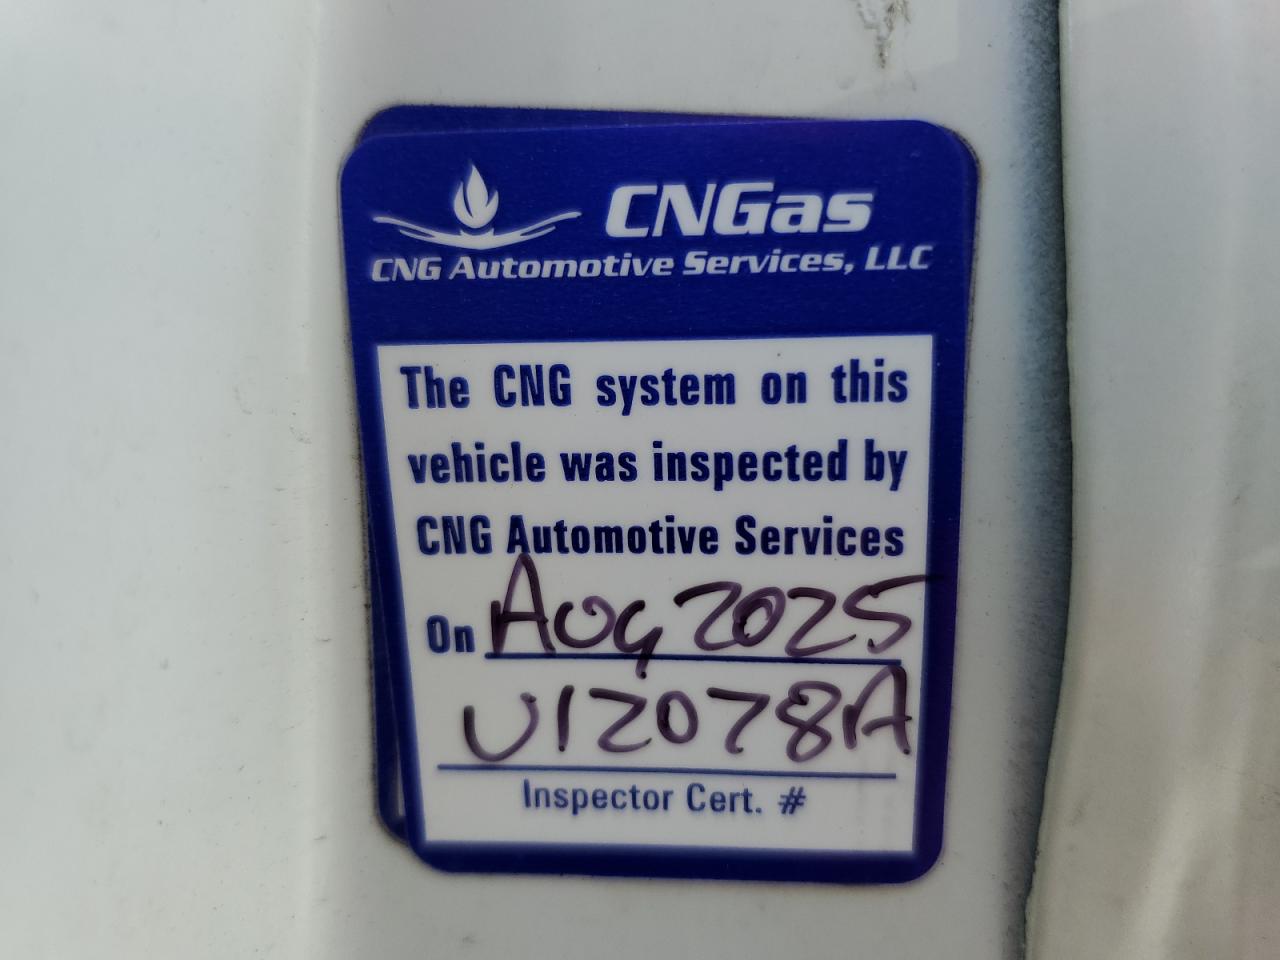 CNGas
CNG Automotive Services, LLC
The CNG system on this
vehicle was inspected by
CNG Automotive Services
On Aug 2025
U12078A
Inspector Cert. #